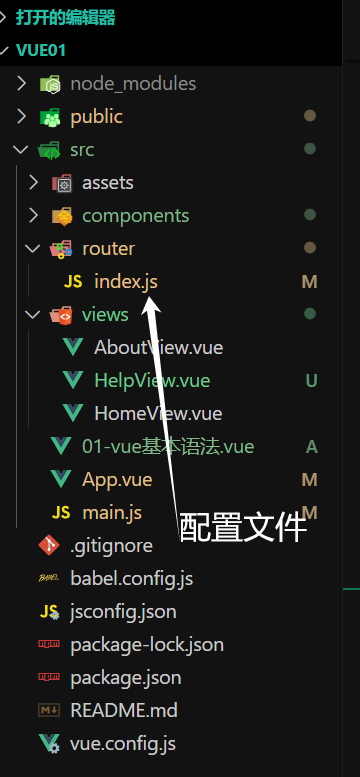 打开的编辑器
VUE01
node_modules
public
src
assets
components
router
JS index.js M
views
AboutView.vue
HelpView.vue U
HomeView.vue
01-vue基本语法.vue A
App.vue M
JS main.js M
配置文件
.gitignore
BABEL babel.config.js
JS jsconfig.json
package-lock.json
package.json
README.md
vue.config.js